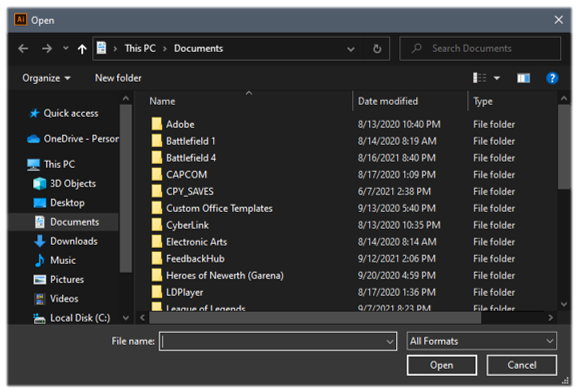 Ai Open
This PC > Documents
Search Documents
Organize
New folder
Name Date modified Type
Quick access
OneDrive - Person
This PC
3D Objects
Desktop
Documents
Downloads
Music
Pictures
Videos
Local Disk (C:)
Adobe 8/13/2020 10:40 PM File folder
Battlefield 1 8/14/2020 8:19 AM File folder
Battlefield 4 8/16/2021 8:40 PM File folder
CAPCOM 8/17/2020 1:09 PM File folder
CPY_SAVES 6/7/2021 2:38 PM File folder
Custom Office Templates 9/13/2020 5:40 PM File folder
CyberLink 8/13/2020 10:35 PM File folder
Electronic Arts 8/14/2020 8:14 AM File folder
FeedbackHub 9/12/2021 2:06 PM File folder
Heroes of Newerth (Garena) 9/20/2020 4:59 PM File folder
LDPlayer 8/17/2020 1:36 PM File folder
League of Legends 9/7/2021 8:23 PM File folder
File name:
All Formats
Open
Cancel